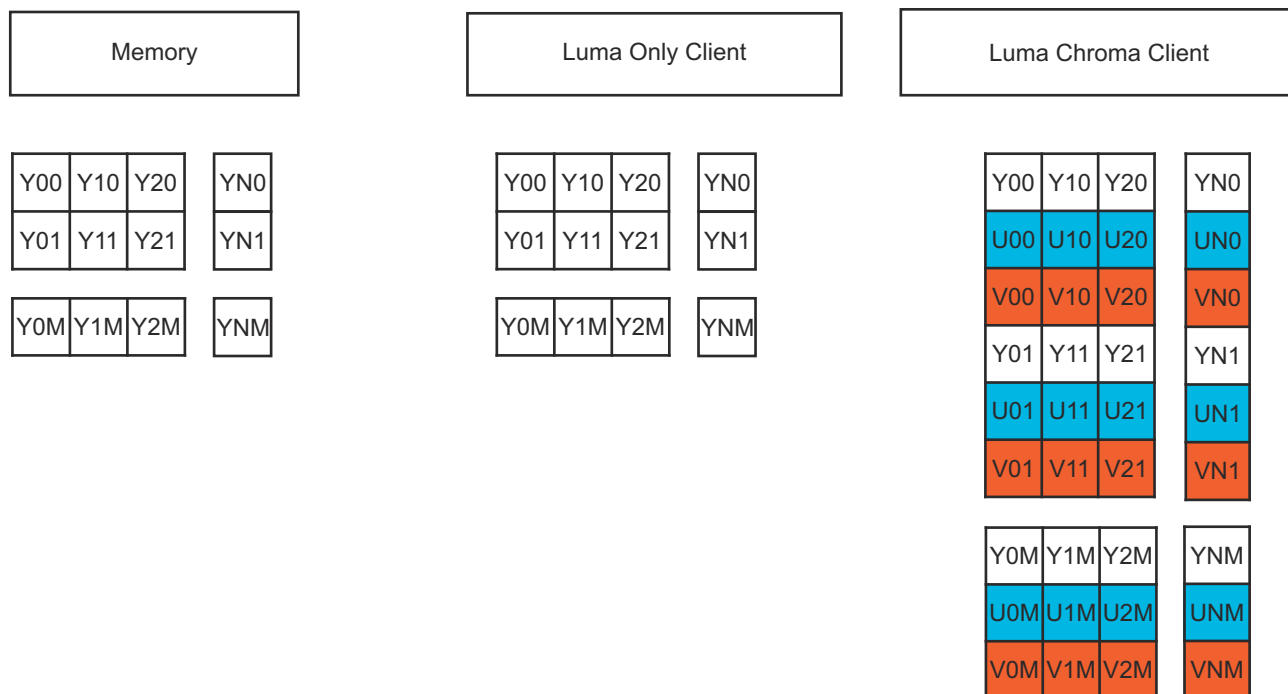 Memory
Luma Only Client
Luma Chroma Client
Y00 Y10 Y20 YN0
Y01 Y11 Y21 YN1
Y0M Y1M Y2M YNM
Y00 Y10 Y20 YN0
Y01 Y11 Y21 YN1
Y0M Y1M Y2M YNM
Y00 Y10 Y20 YN0
U00 U10 U20 UN0
V00 V10 V20 VN0
Y01 Y11 Y21 YN1
U01 U11 U21 UN1
V01 V11 V21 VN1
Y0M Y1M Y2M YNM
U0M U1M U2M UNM
V0M V1M V2M VNM